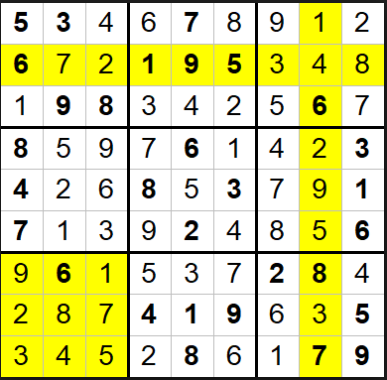 5 3 4 6 7 8 9 1 2
6 7 2 1 9 5 3 4 8
1 9 8 3 4 2 5 6 7
8 5 9 7 6 1 4 2 3
4 2 6 8 5 3 7 9 1
7 1 3 9 2 4 8 5 6
9 6 1 5 3 7 2 8 4
2 8 7 4 1 9 6 3 5
3 4 5 2 8 6 1 7 9